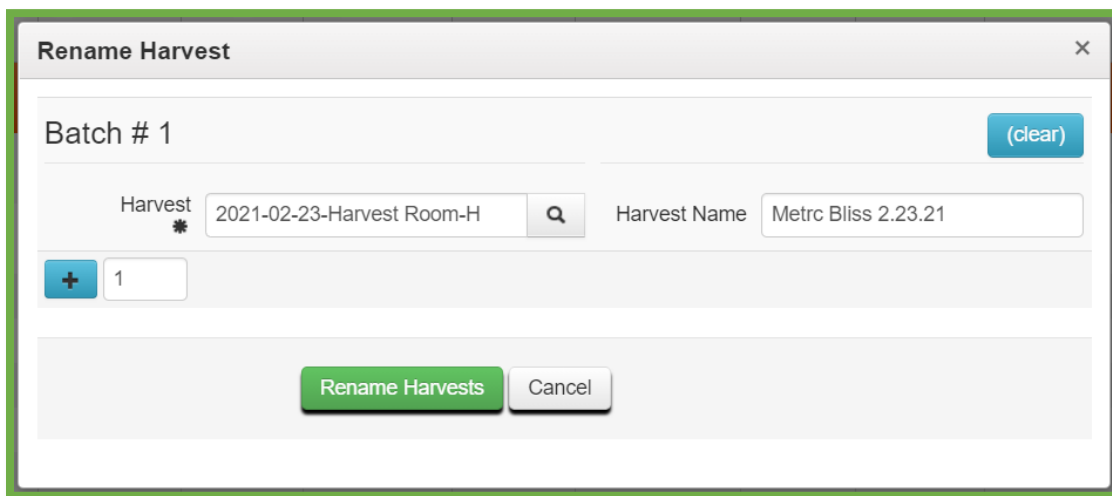 Rename Harvest ×
Batch # 1 (clear)
Harvest 2021-02-23-Harvest Room-H Harvest Name Metrc Bliss 2.23.21
✱
+ 1
Rename Harvests Cancel